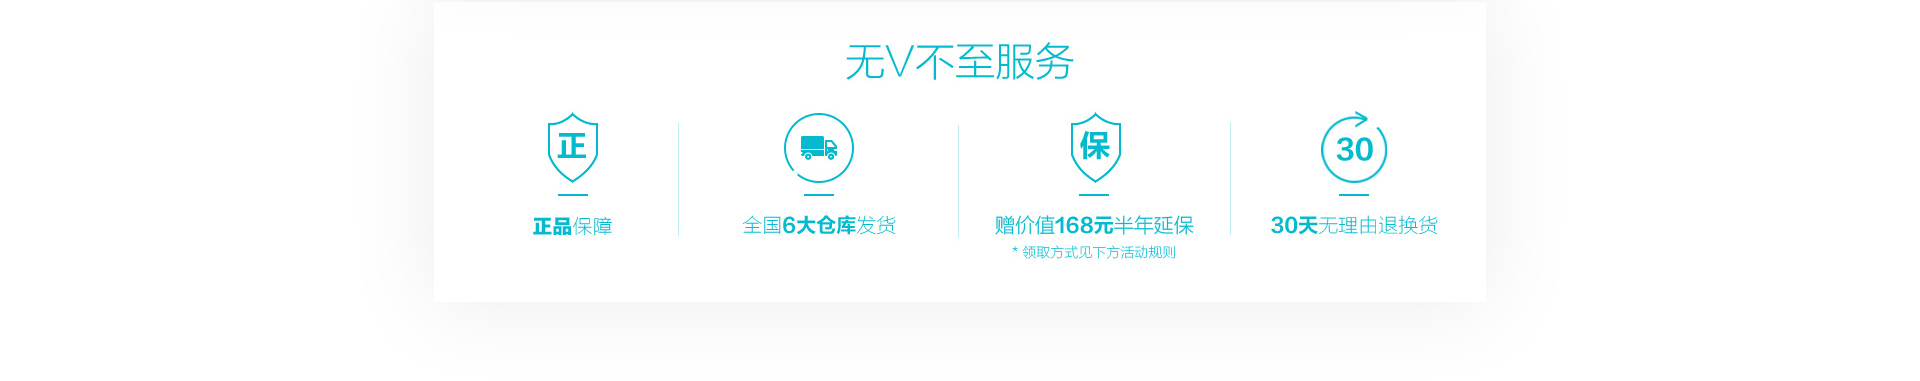 无V不至服务
正
保
30
正品保障
全国6大仓库发货
赠价值168元半年延保
30天无理由退换货
* 领取方式见下方活动规则